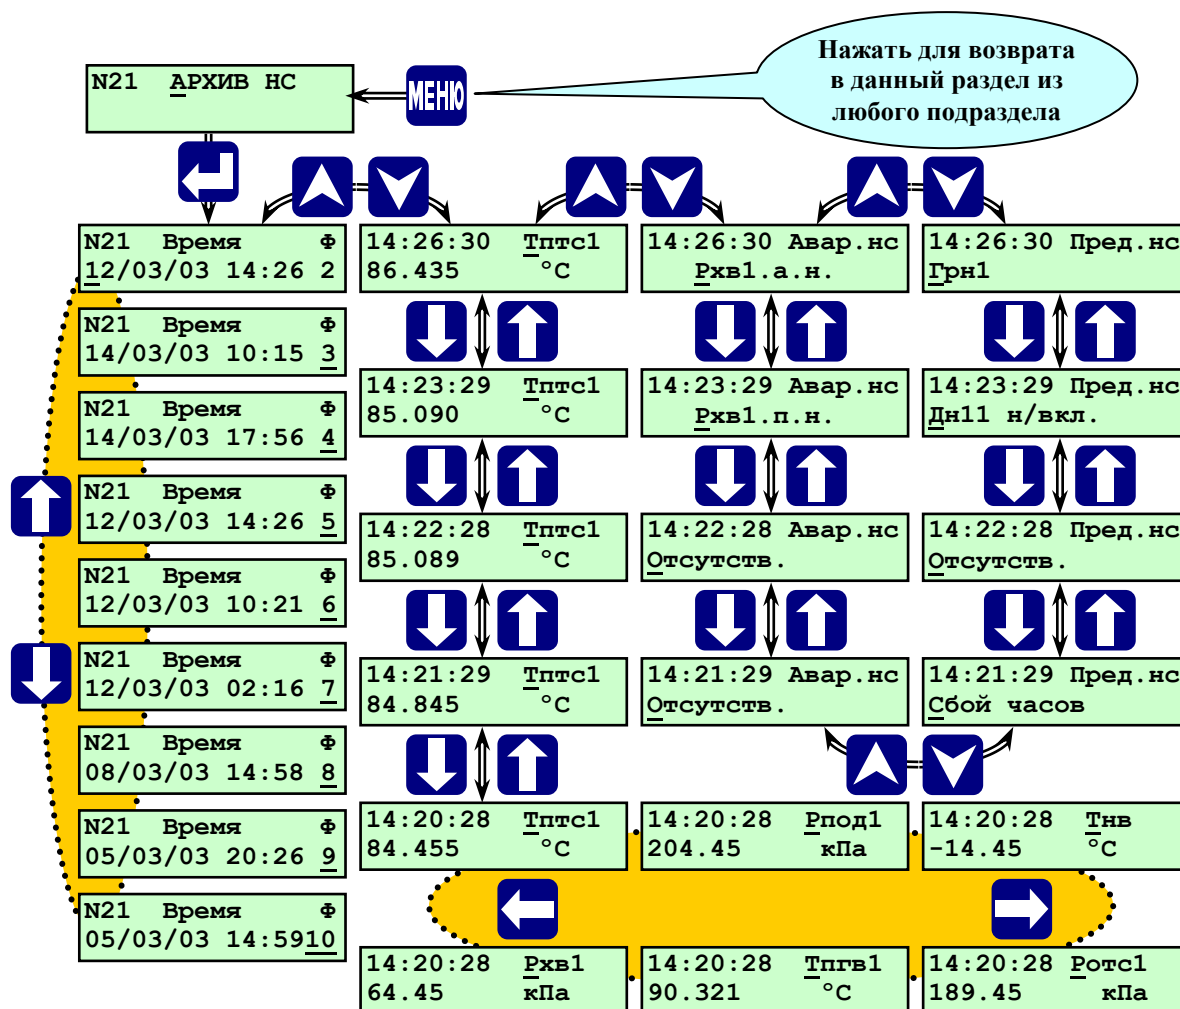 Нажать для возврата
в данный раздел из
любого подраздела
N21 АРХИВ НС
МЕНЮ
N21 Время Ф
12/03/03 14:26 2
14:26:30 Тптс1
86.435 °C
14:26:30 Авар.нс
Рхв1.а.н.
14:26:30 Пред.нс
Грн1
N21 Время Ф
14/03/03 10:15 3
14:23:29 Тптс1
85.090 °C
14:23:29 Авар.нс
Рхв1.п.н.
14:23:29 Пред.нс
Дн11 н/вкл.
N21 Время Ф
14/03/03 17:56 4
N21 Время Ф
12/03/03 14:26 5
14:22:28 Тптс1
85.089 °C
14:22:28 Авар.нс
Отсутств.
14:22:28 Пред.нс
Отсутств.
N21 Время Ф
12/03/03 10:21 6
N21 Время Ф
12/03/03 02:16 7
14:21:29 Тптс1
84.845 °C
14:21:29 Авар.нс
Отсутств.
14:21:29 Пред.нс
Сбой часов
N21 Время Ф
08/03/03 14:58 8
N21 Время Ф
05/03/03 20:26 9
14:20:28 Тптс1
84.455 °C
14:20:28 Рпод1
204.45 кПа
14:20:28 Тнв
-14.45 °C
N21 Время Ф
05/03/03 14:5910
14:20:28 Рхв1
64.45 кПа
14:20:28 Тпгв1
90.321 °C
14:20:28 Ротс1
189.45 кПа